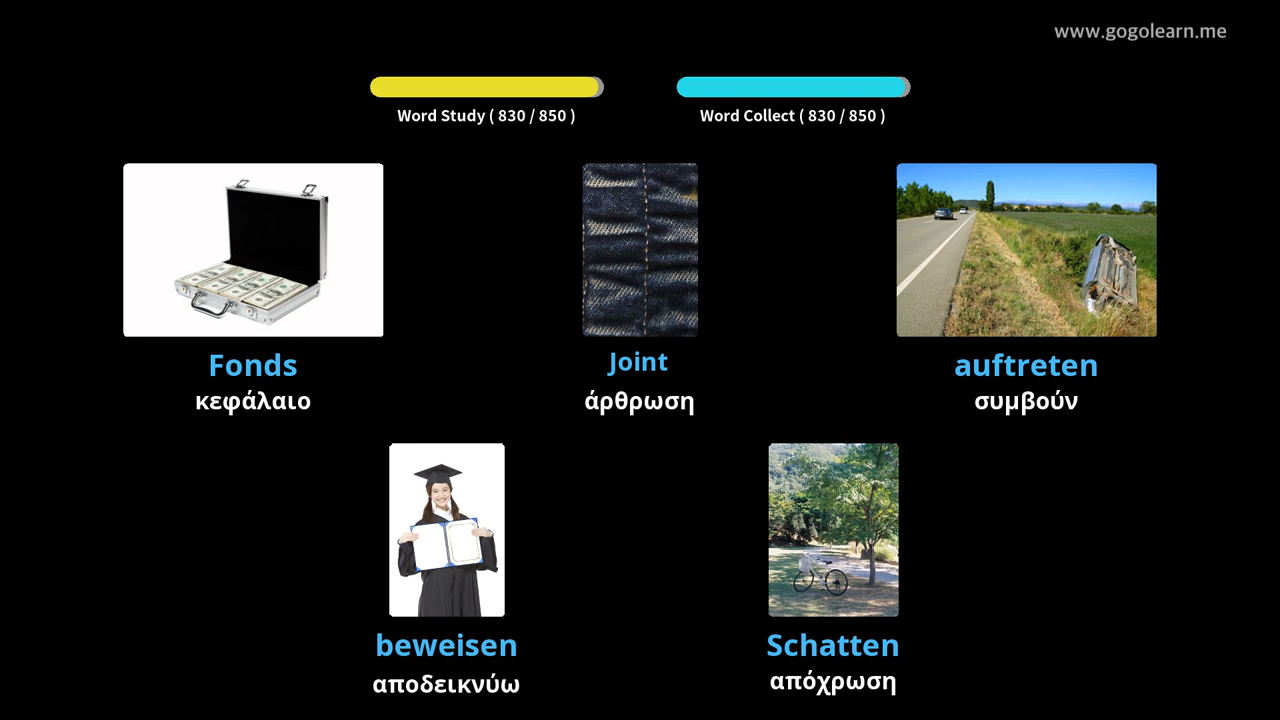 www.gogolearn.me
Word Study ( 830 / 850 )
Word Collect ( 830 / 850 )
Fonds
κεφάλαιο
Joint
άρθρωση
auftreten
συμβούν
beweisen
αποδεικνύω
Schatten
απόχρωση